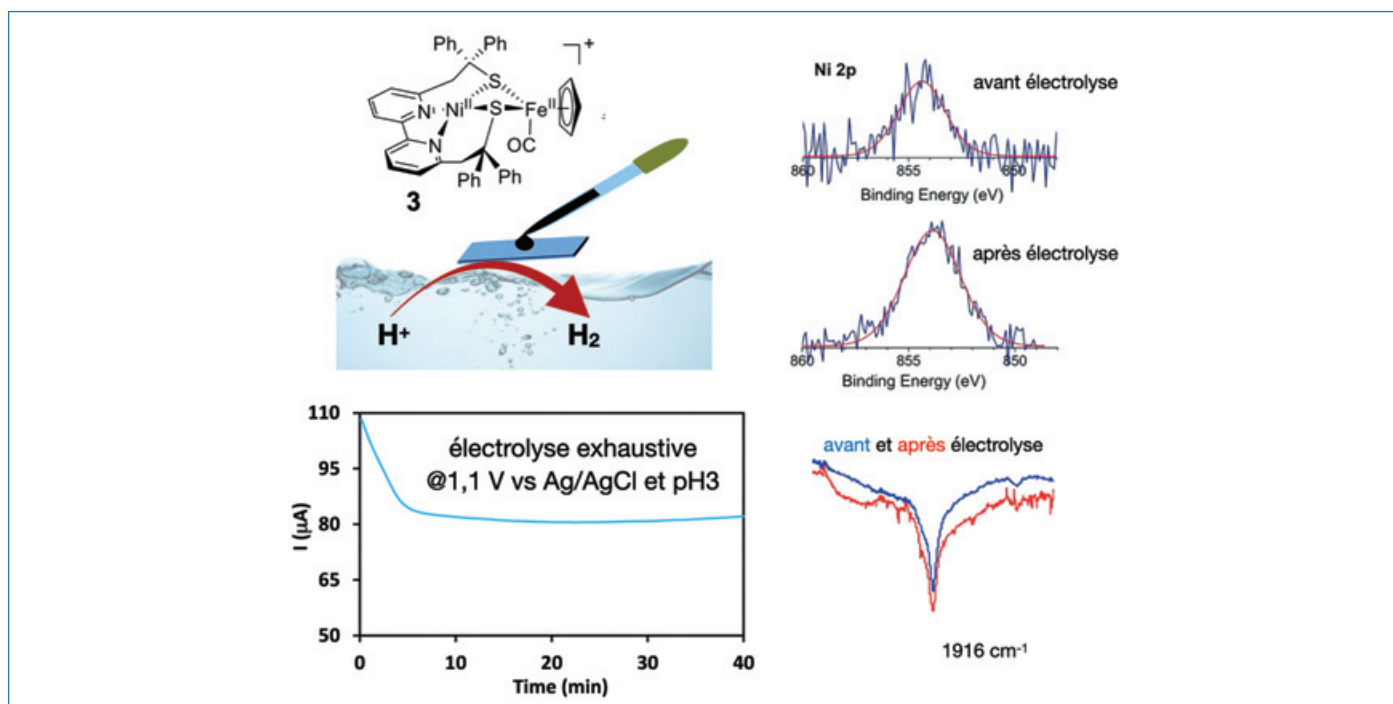 Ph Ph
Ph
Ph
S
N Ni^II S Fe^II
N
OC
Ph Ph
+
3
H+ H2
Ni 2p
avant électrolyse
860 855 850
Binding Energy (eV)
après électrolyse
860 855 850
Binding Energy (eV)
110
95
80
65
50
I (μA)
électrolyse exhaustive
@1,1 V vs Ag/AgCl et pH3
0 10 20 30 40
Time (min)
avant et après électrolyse
1916 cm-1